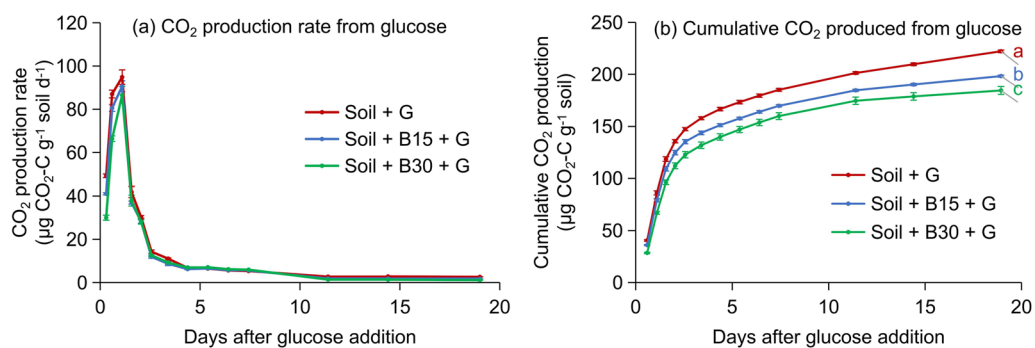 (a) CO₂ production rate from glucose
CO₂ production rate
(µg CO₂-C g⁻¹ soil d⁻¹)
120
100
80
60
40
20
0
Soil + G
Soil + B15 + G
Soil + B30 + G
0 5 10 15 20
Days after glucose addition
(b) Cumulative CO₂ produced from glucose
Cumulative CO₂ production
(µg CO₂-C g⁻¹ soil)
250
200
150
100
50
0
a
b
c
Soil + G
Soil + B15 + G
Soil + B30 + G
0 5 10 15 20
Days after glucose addition